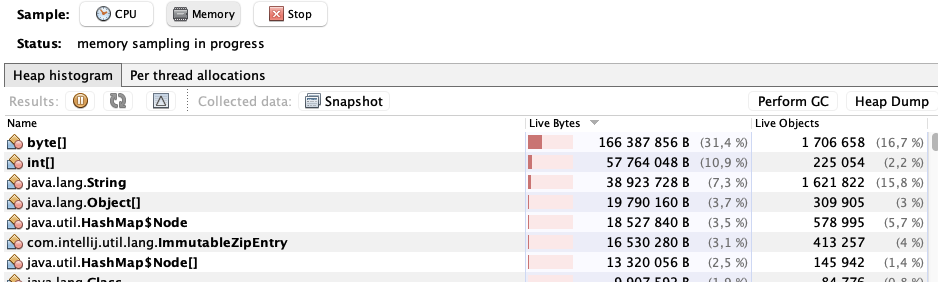 Sample: CPU Memory Stop
Status: memory sampling in progress
Heap histogram Per thread allocations
Results: Collected data: Snapshot Perform GC Heap Dump
Name Live Bytes Live Objects
byte[] 166 387 856 B (31,4 %) 1 706 658 (16,7 %)
int[] 57 764 048 B (10,9 %) 225 054 (2,2 %)
java.lang.String 38 923 728 B (7,3 %) 1 621 822 (15,8 %)
java.lang.Object[] 19 790 160 B (3,7 %) 309 905 (3 %)
java.util.HashMap$Node 18 527 840 B (3,5 %) 578 995 (5,7 %)
com.intellij.util.lang.ImmutableZipEntry 16 530 280 B (3,1 %) 413 257 (4 %)
java.util.HashMap$Node[] 13 320 056 B (2,5 %) 145 942 (1,4 %)
java.lang.Class